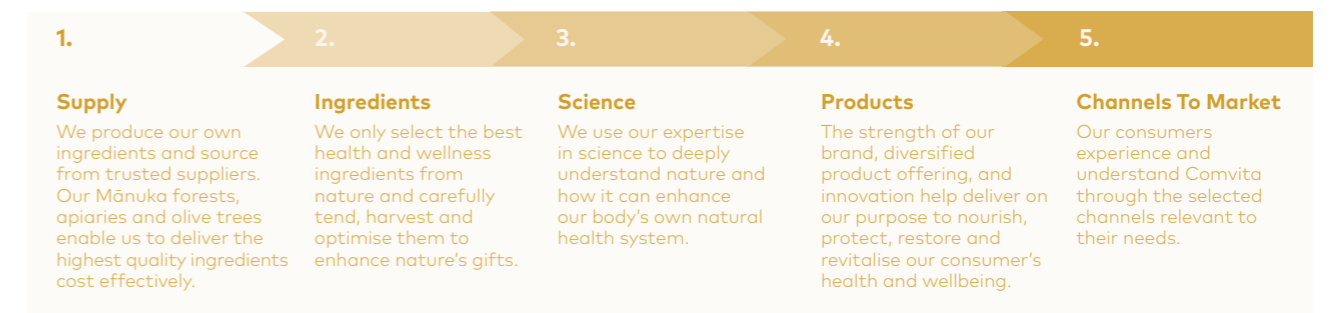 1.
2.
3.
4.
5.
Supply
We produce our own
ingredients and source
from trusted suppliers.
Our Mānuka forests,
apiaries and olive trees
enable us to deliver the
highest quality ingredients
cost effectively.
Ingredients
We only select the best
health and wellness
ingredients from
nature and carefully
tend, harvest and
optimise them to
enhance nature's gifts.
Science
We use our expertise
in science to deeply
understand nature and
how it can enhance
our body's own natural
health system.
Products
The strength of our
brand, diversified
product offering, and
innovation help deliver on
our purpose to nourish,
protect, restore and
revitalise our consumer's
health and wellbeing.
Channels To Market
Our consumers
experience and
understand Comvita
through the selected
channels relevant to
their needs.